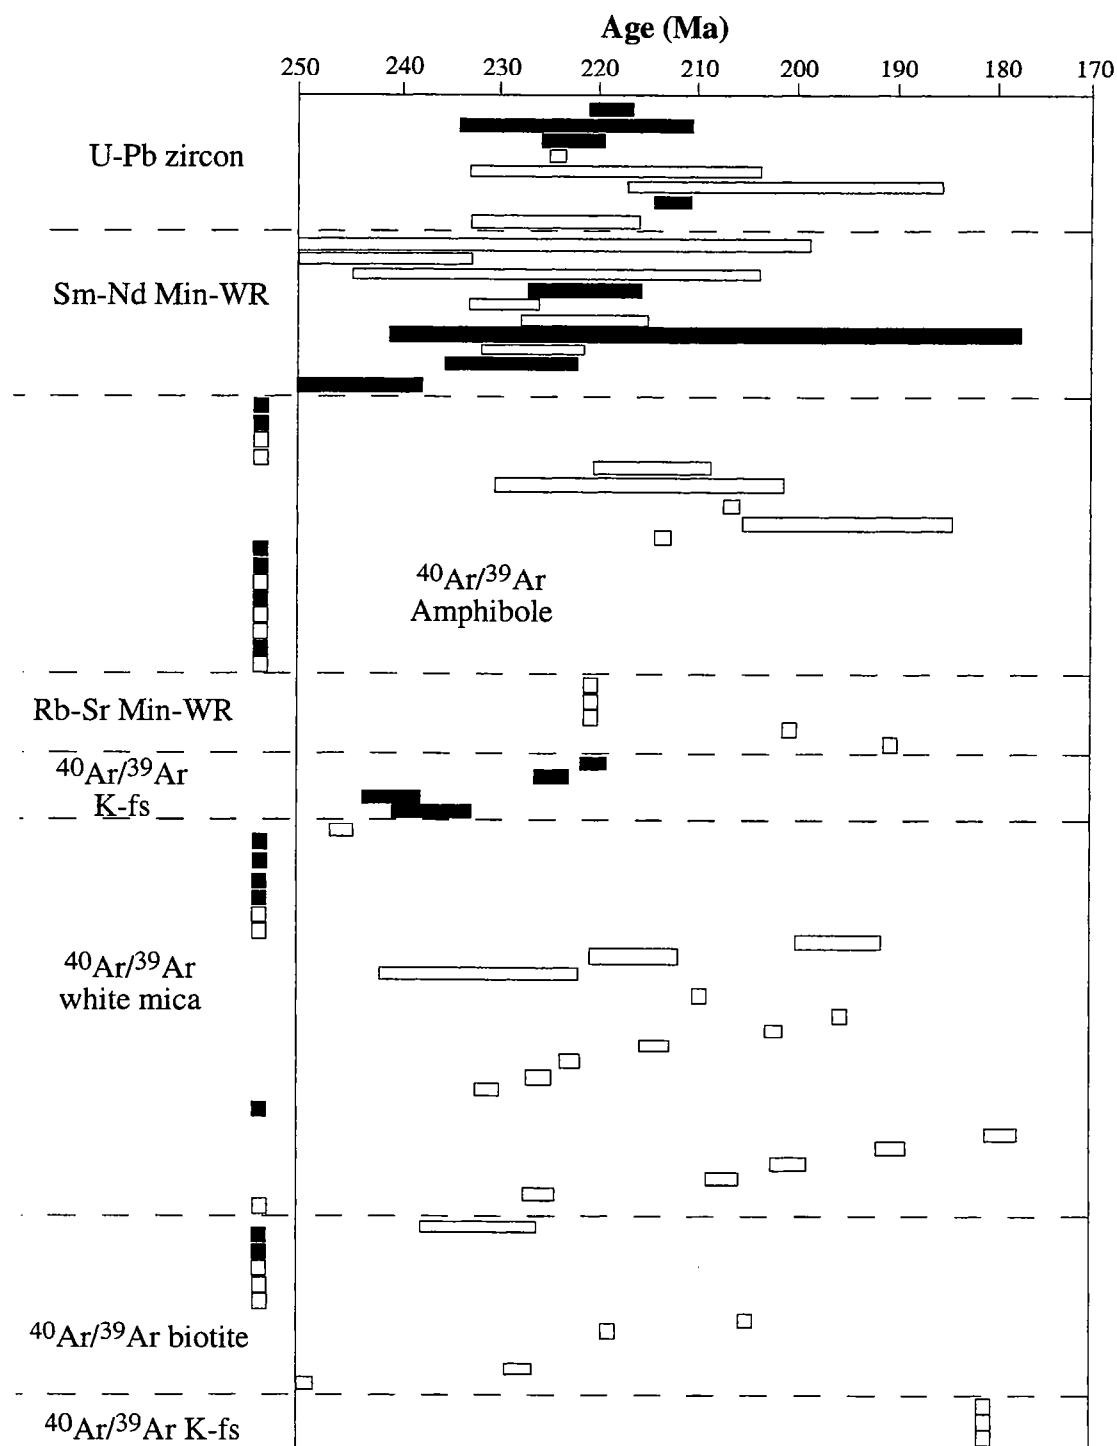 Age (Ma)
250 240 230 220 210 200 190 180 170
U-Pb zircon
Sm-Nd Min-WR
40Ar/39Ar
Amphibole
Rb-Sr Min-WR
40Ar/39Ar
K-fs
40Ar/39Ar
white mica
40Ar/39Ar biotite
40Ar/39Ar K-fs